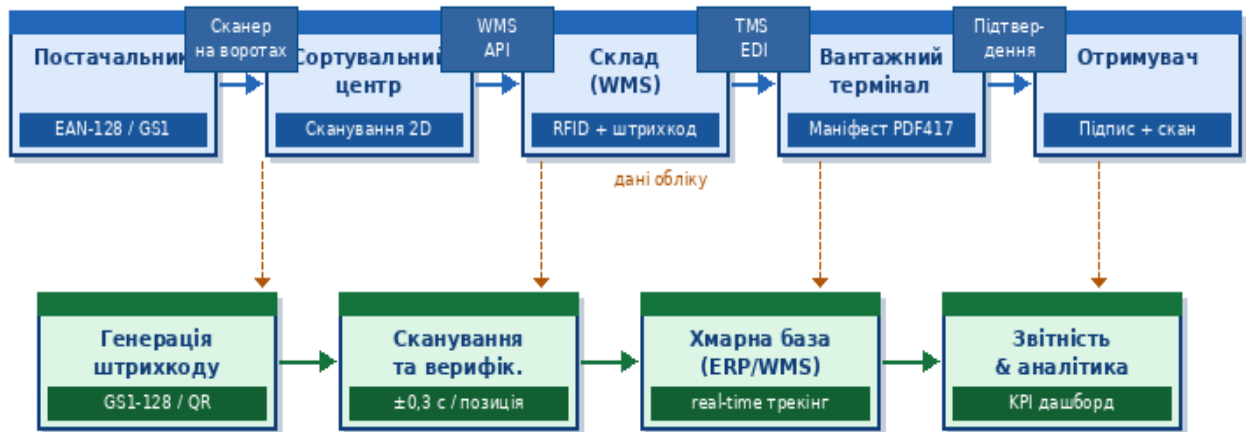 Сканер
на воротах
WMS
API
TMS
EDI
Підтвер-
дення
Постачальник
Сортувальний
центр
Склад
(WMS)
Вантажний
термінал
Отримувач
EAN-128 / GS1
Сканування 2D
RFID + штрихкод
Маніфест PDF417
Підпис + скан
дані обліку
Генерація
штрихкоду
Сканування
та верифік.
Хмарна база
(ERP/WMS)
Звітність
& аналітика
GS1-128 / QR
±0,3 с / позиція
real-time трекінг
KPI дашборд